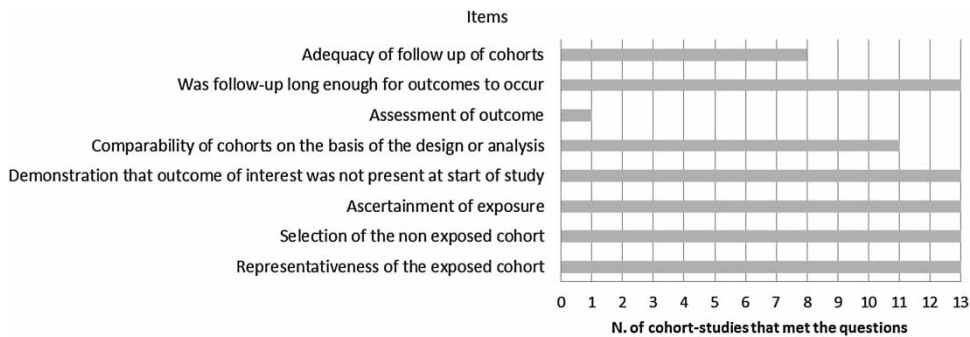 Items
Adequacy of follow up of cohorts
Was follow-up long enough for outcomes to occur
Assessment of outcome
Comparability of cohorts on the basis of the design or analysis
Demonstration that outcome of interest was not present at start of study
Ascertainment of exposure
Selection of the non exposed cohort
Representativeness of the exposed cohort
0 1 2 3 4 5 6 7 8 9 10 11 12 13
N. of cohort-studies that met the questions